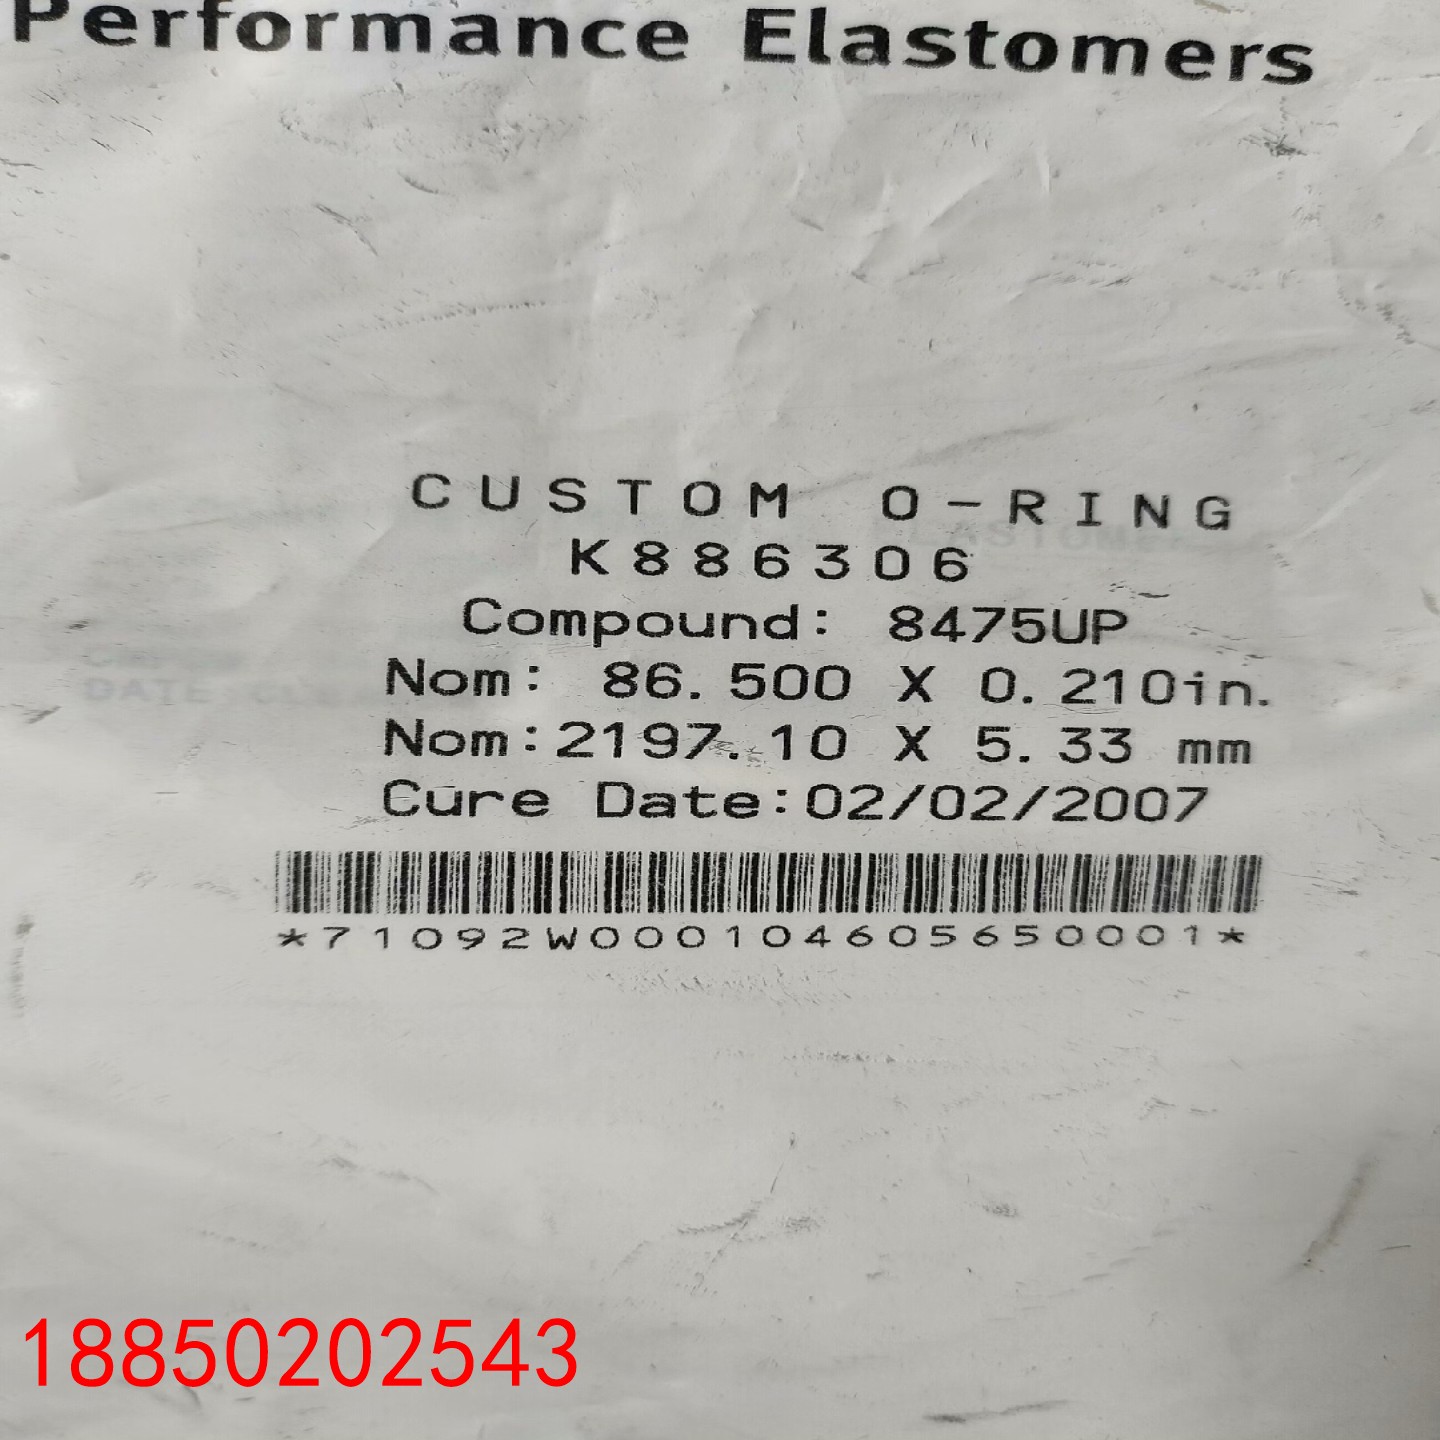 Performance Elastomers
CUSTOM O-RING
K886306
Compound: 8475UP
Nom: 86.500 X 0.210in.
Nom:2197.10 X 5.33 mm
Cure Date:02/02/2007
*71092W000104605650001*
18850202543